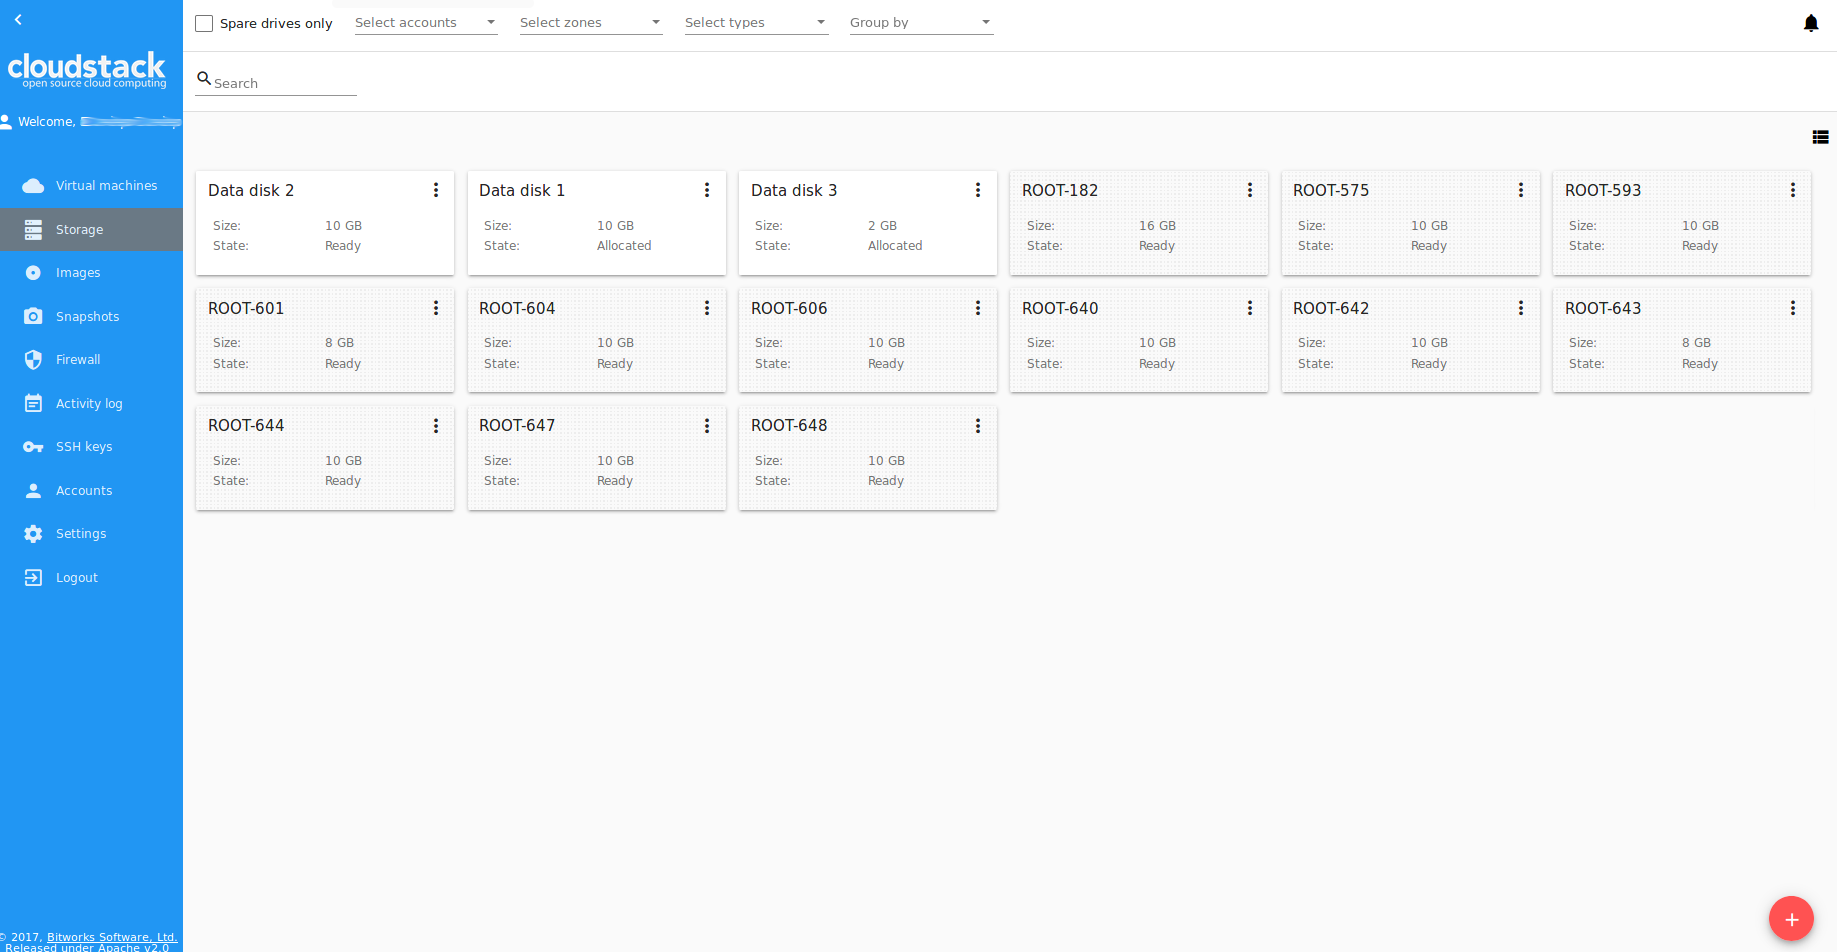 Spare drives only
Select accounts
Select zones
Select types
Group by
cloudstack
open source cloud computing
Welcome,
Virtual machines
Storage
Images
Snapshots
Firewall
Activity log
SSH keys
Accounts
Settings
Logout
© 2017, Bitworks Software, Ltd.
Released under Apache v2.0
Search
Data disk 2
Size: 10 GB
State: Ready
Data disk 1
Size: 10 GB
State: Allocated
Data disk 3
Size: 2 GB
State: Allocated
ROOT-182
Size: 16 GB
State: Ready
ROOT-575
Size: 10 GB
State: Ready
ROOT-593
Size: 10 GB
State: Ready
ROOT-601
Size: 8 GB
State: Ready
ROOT-604
Size: 10 GB
State: Ready
ROOT-606
Size: 10 GB
State: Ready
ROOT-640
Size: 10 GB
State: Ready
ROOT-642
Size: 10 GB
State: Ready
ROOT-643
Size: 8 GB
State: Ready
ROOT-644
Size: 10 GB
State: Ready
ROOT-647
Size: 10 GB
State: Ready
ROOT-648
Size: 10 GB
State: Ready